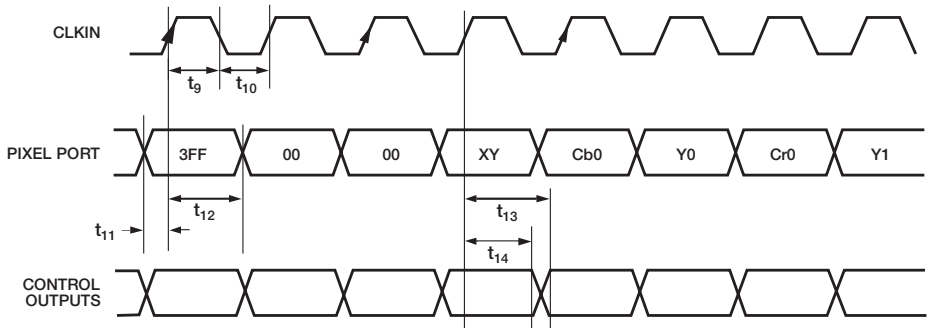 CLKIN
t9 t10
PIXEL PORT 3FF 00 00 XY Cb0 Y0 Cr0 Y1
t12 t13
t11
t14
CONTROL
OUTPUTS